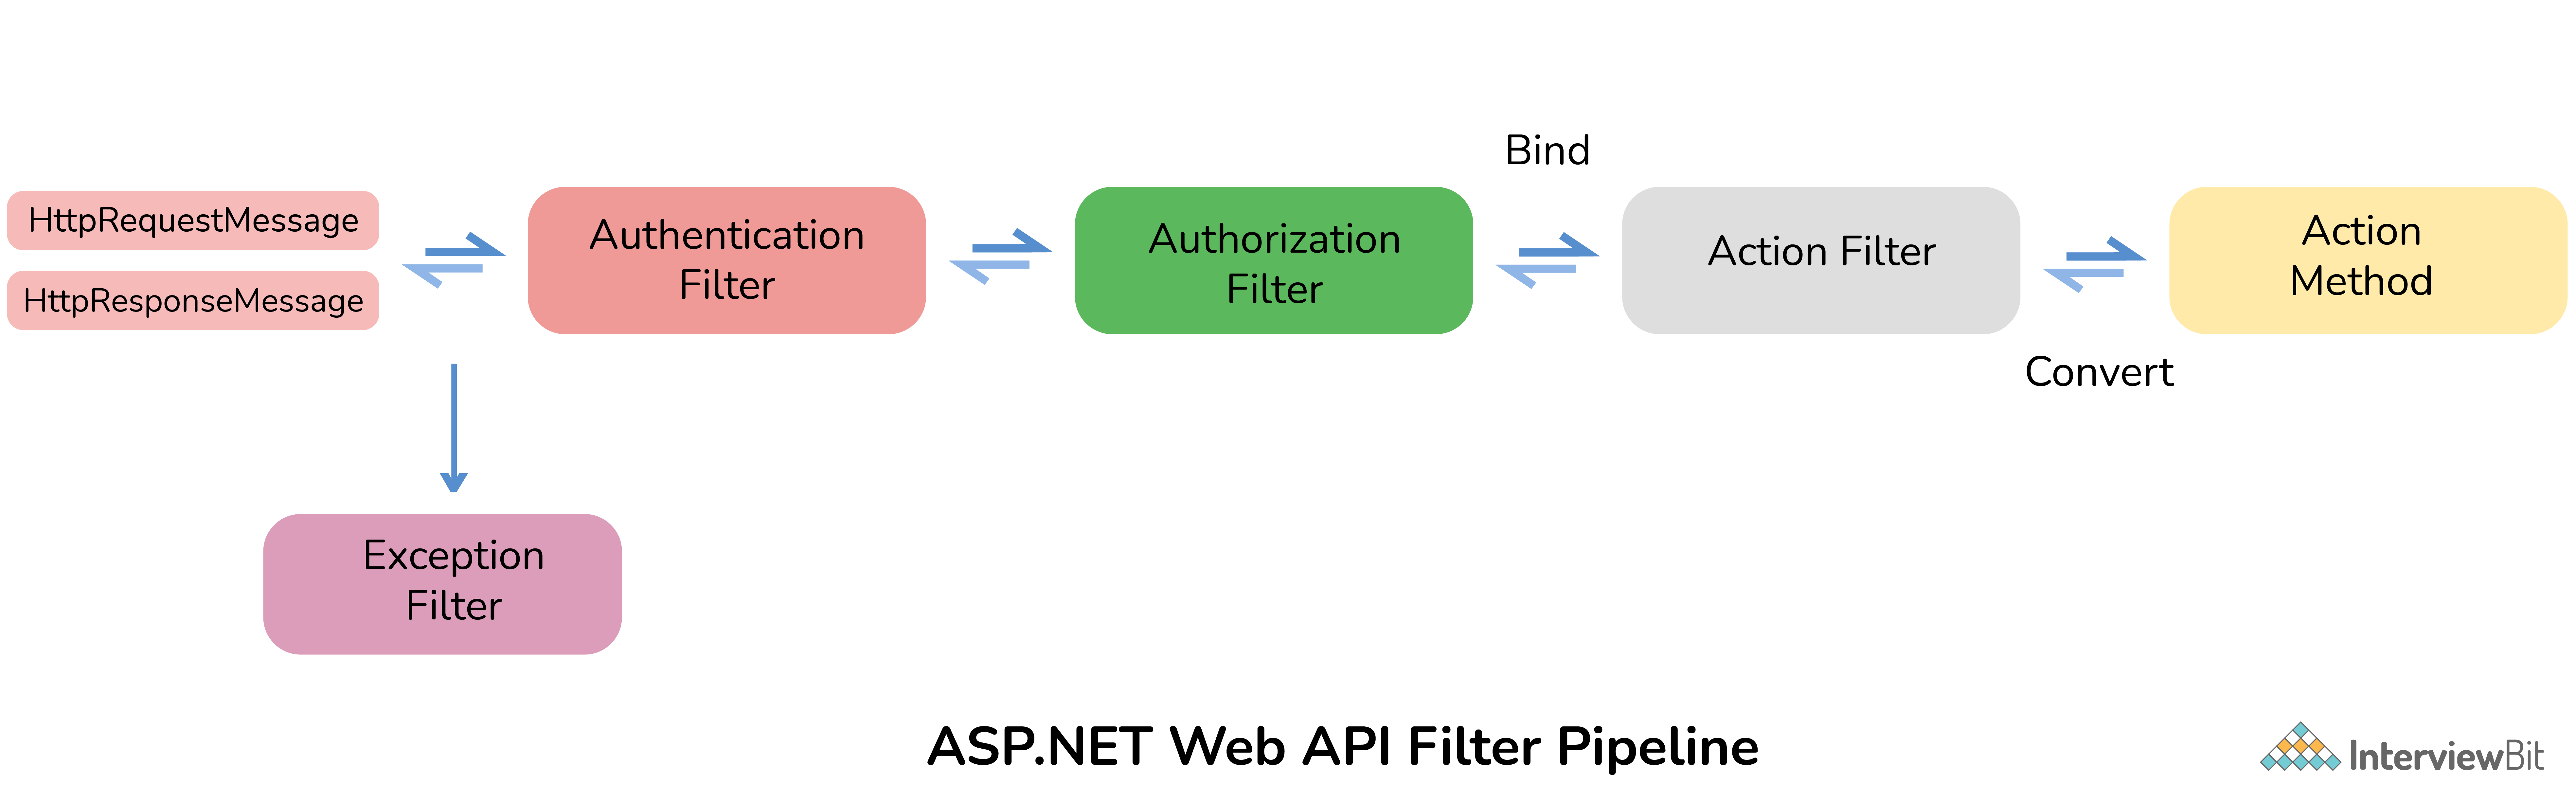 Bind
HttpRequestMessage
HttpResponseMessage
Authentication
Filter
Authorization
Filter
Action Filter
Action
Method
Convert
Exception
Filter
ASP.NET Web API Filter Pipeline
InterviewBit